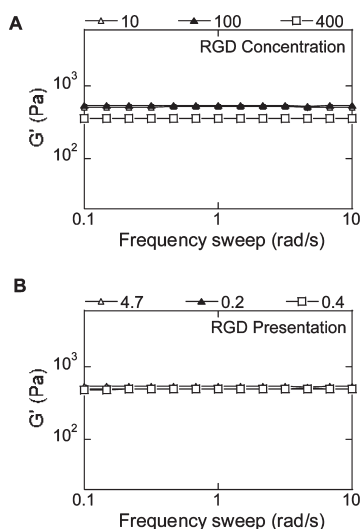 A
10 100 400
RGD Concentration
10³
G' (Pa)
10²
0.1 1 10
Frequency sweep (rad/s)
B
4.7 0.2 0.4
RGD Presentation
10³
G' (Pa)
10²
0.1 1 10
Frequency sweep (rad/s)